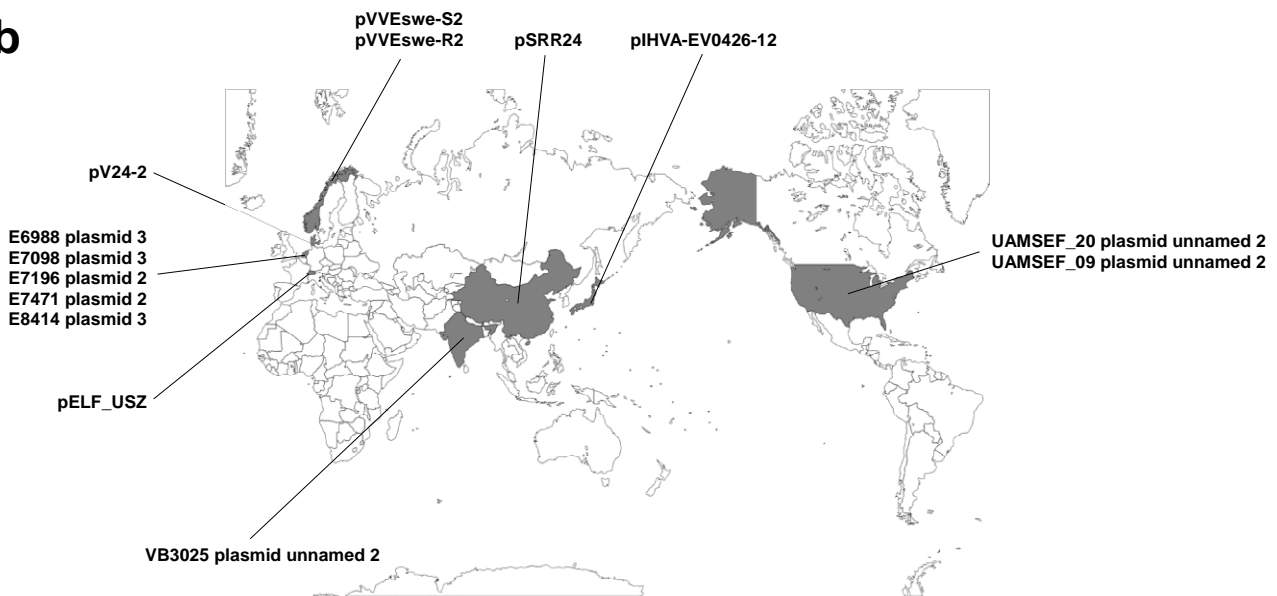 b
pVVEswe-S2
pVVEswe-R2
pSRR24
pIHVA-EV0426-12
pV24-2
E6988 plasmid 3
E7098 plasmid 3
E7196 plasmid 2
E7471 plasmid 2
E8414 plasmid 3
UAMSEF_20 plasmid unnamed 2
UAMSEF_09 plasmid unnamed 2
pELF_USZ
VB3025 plasmid unnamed 2